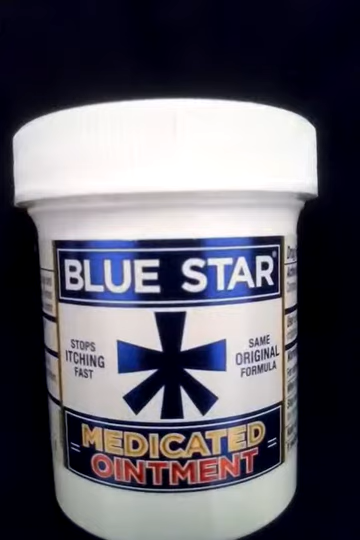 BLUE STAR®
STOPS
ITCHING
FAST
SAME
ORIGINAL
FORMULA
MEDICATED
OINTMENT